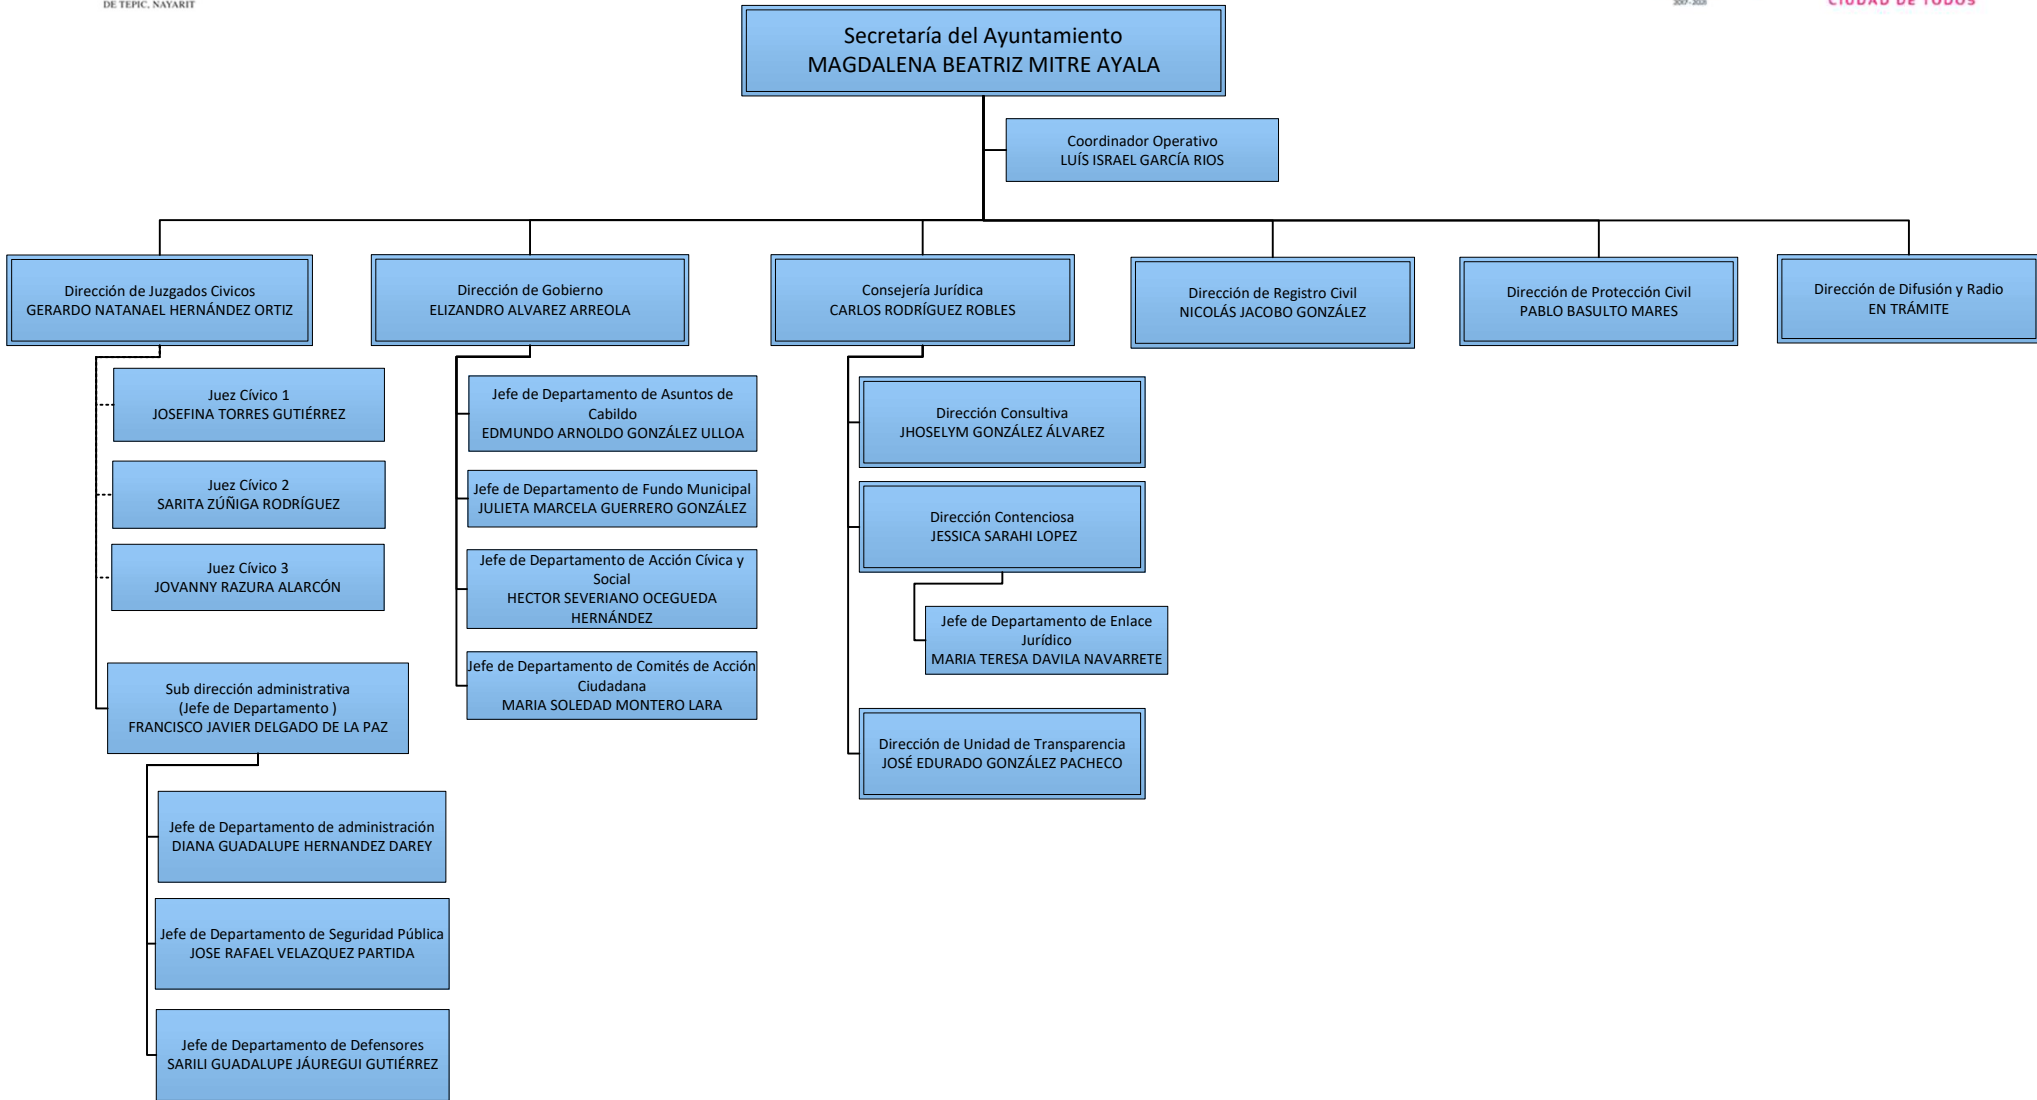 DE TEPIC, NAYARIT
2017-2021
CIUDAD DE TODOS
Secretaría del Ayuntamiento
MAGDALENA BEATRIZ MITRE AYALA
Coordinador Operativo
LUÍS ISRAEL GARCÍA RIOS
Dirección de Juzgados Civicos
GERARDO NATANAEL HERNÁNDEZ ORTIZ
Dirección de Gobierno
ELIZANDRO ALVAREZ ARREOLA
Consejería Jurídica
CARLOS RODRÍGUEZ ROBLES
Dirección de Registro Civil
NICOLÁS JACOBO GONZÁLEZ
Dirección de Protección Civil
PABLO BASULTO MARES
Dirección de Difusión y Radio
EN TRÁMITE
Juez Cívico 1
JOSEFINA TORRES GUTIÉRREZ
Juez Cívico 2
SARITA ZÚÑIGA RODRÍGUEZ
Juez Cívico 3
JOVANNY RAZURA ALARCÓN
Sub dirección administrativa
(Jefe de Departamento )
FRANCISCO JAVIER DELGADO DE LA PAZ
Jefe de Departamento de administración
DIANA GUADALUPE HERNANDEZ DAREY
Jefe de Departamento de Seguridad Pública
JOSE RAFAEL VELAZQUEZ PARTIDA
Jefe de Departamento de Defensores
SARILI GUADALUPE JÁUREGUI GUTIÉRREZ
Jefe de Departamento de Asuntos de
Cabildo
EDMUNDO ARNOLDO GONZÁLEZ ULLOA
Jefe de Departamento de Fundo Municipal
JULIETA MARCELA GUERRERO GONZÁLEZ
Jefe de Departamento de Acción Cívica y
Social
HECTOR SEVERIANO OCEGUEDA
HERNÁNDEZ
Jefe de Departamento de Comités de Acción
Ciudadana
MARIA SOLEDAD MONTERO LARA
Dirección Consultiva
JHOSELYM GONZÁLEZ ÁLVAREZ
Dirección Contenciosa
JESSICA SARAHI LOPEZ
Jefe de Departamento de Enlace
Jurídico
MARIA TERESA DAVILA NAVARRETE
Dirección de Unidad de Transparencia
JOSÉ EDURADO GONZÁLEZ PACHECO